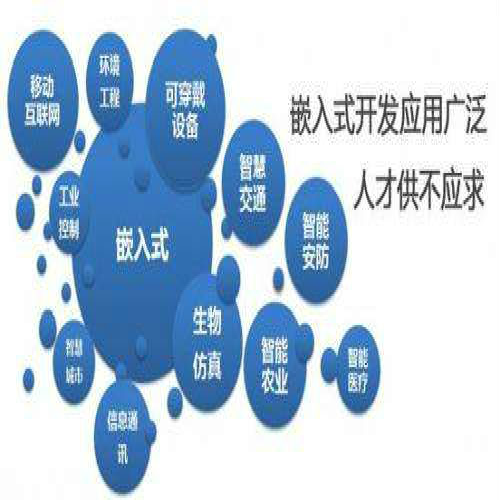 移动
互联网
环境
工程
可穿戴
设备
嵌入式开发应用广泛
人才供不应求
智慧
交通
工业
控制
嵌入式
智能
安防
生物
仿真
智慧
城市
智能
农业
智能
医疗
信息通
讯